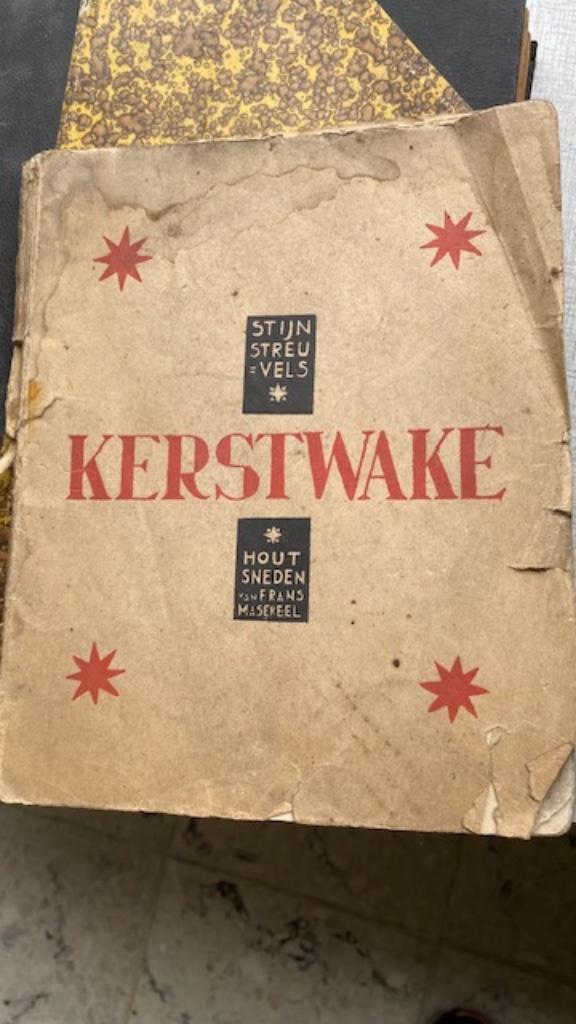 STIJN
STREU
=VELS
KERSTWAKE
HOUT
SNEDEN
VAN FRANS
MASEREEL